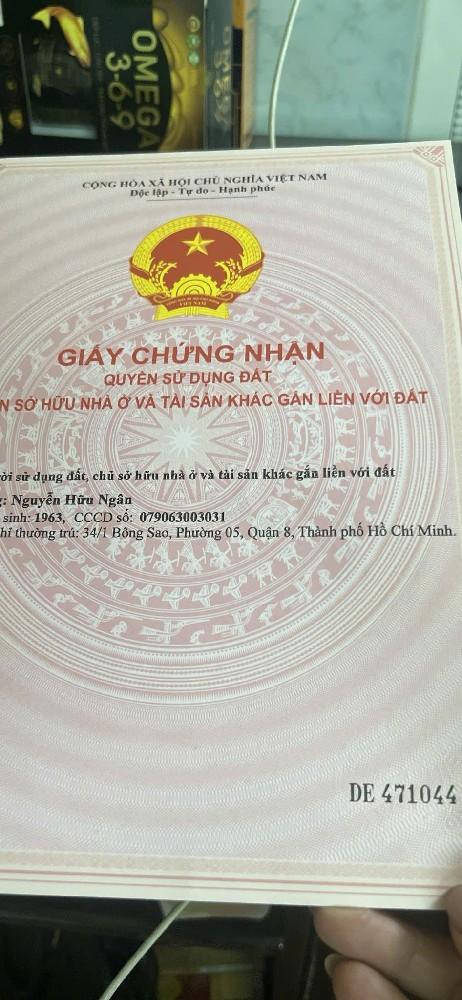 OMEGA
3-6-9
CỘNG HÒA XÃ HỘI CHỦ NGHĨA VIỆT NAM
Độc lập - Tự do - Hạnh phúc
VIỆT NAM
GIẤY CHỨNG NHẬN
QUYỀN SỬ DỤNG ĐẤT
N SỞ HỮU NHÀ Ở VÀ TÀI SẢN KHÁC GẮN LIỀN VỚI ĐẤT
ời sử dụng đất, chủ sở hữu nhà ở và tài sản khác gắn liền với đất
g: Nguyễn Hữu Ngân
sinh: 1963, CCCD số: 079063003031
hỉ thường trú: 34/1 Bông Sao, Phường 05, Quận 8, Thành phố Hồ Chí Minh.
DE 471044